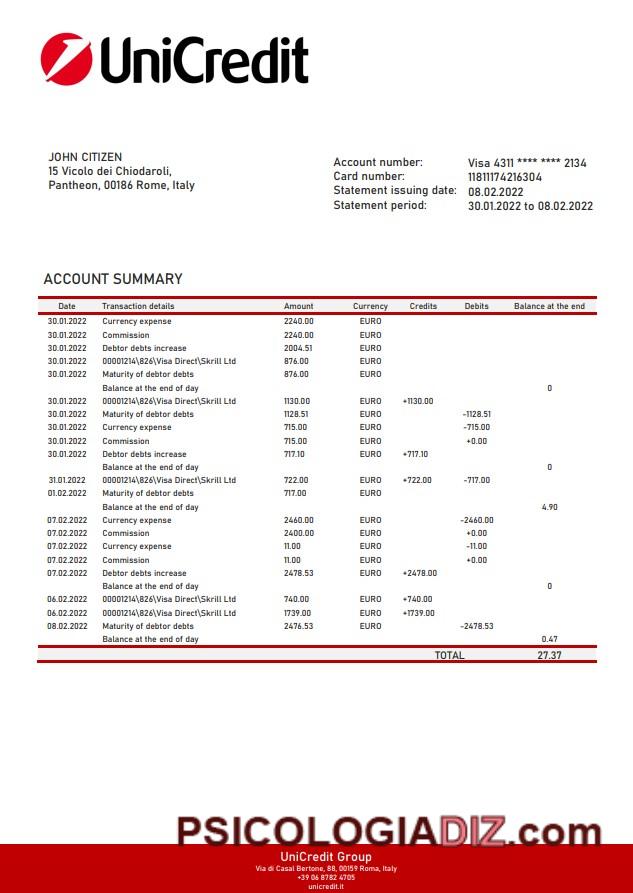 UniCredit
JOHN CITIZEN
15 Vicolo dei Chiodaroli,
Pantheon, 00186 Rome, Italy
Account number: Visa 4311 **** **** 2134
Card number: 11811174216304
Statement issuing date: 08.02.2022
Statement period: 30.01.2022 to 08.02.2022
ACCOUNT SUMMARY
Date Transaction details Amount Currency Credits Debits Balance at the end
30.01.2022 Currency expense 2240.00 EURO
30.01.2022 Commission 2240.00 EURO
30.01.2022 Debtor debts increase 2004.51 EURO
30.01.2022 00001214\826\Visa Direct\Skrill Ltd 876.00 EURO
30.01.2022 Maturity of debtor debts 876.00 EURO
Balance at the end of day 0
30.01.2022 00001214\826\Visa Direct\Skrill Ltd 1130.00 EURO +1130.00
30.01.2022 Maturity of debtor debts 1128.51 EURO -1128.51
30.01.2022 Currency expense 715.00 EURO -715.00
30.01.2022 Commission 715.00 EURO +0.00
30.01.2022 Debtor debts increase 717.10 EURO +717.10
Balance at the end of day 0
31.01.2022 00001214\826\Visa Direct\Skrill Ltd 722.00 EURO +722.00 -717.00
01.02.2022 Maturity of debtor debts 717.00 EURO
Balance at the end of day 4.90
07.02.2022 Currency expense 2460.00 EURO -2460.00
07.02.2022 Commission 2400.00 EURO +0.00
07.02.2022 Currency expense 11.00 EURO -11.00
07.02.2022 Commission 11.00 EURO +0.00
07.02.2022 Debtor debts increase 2478.53 EURO +2478.00
Balance at the end of day 0
06.02.2022 00001214\826\Visa Direct\Skrill Ltd 740.00 EURO +740.00
06.02.2022 00001214\826\Visa Direct\Skrill Ltd 1739.00 EURO +1739.00
08.02.2022 Maturity of debtor debts 2476.53 EURO -2478.53
Balance at the end of day 0.47
TOTAL 27.37
PSICOLOGIADIZ.com
UniCredit Group
Via di Casal Bertone, 88, 00159 Roma, Italy
+39 06 8782 4705
unicredit.it